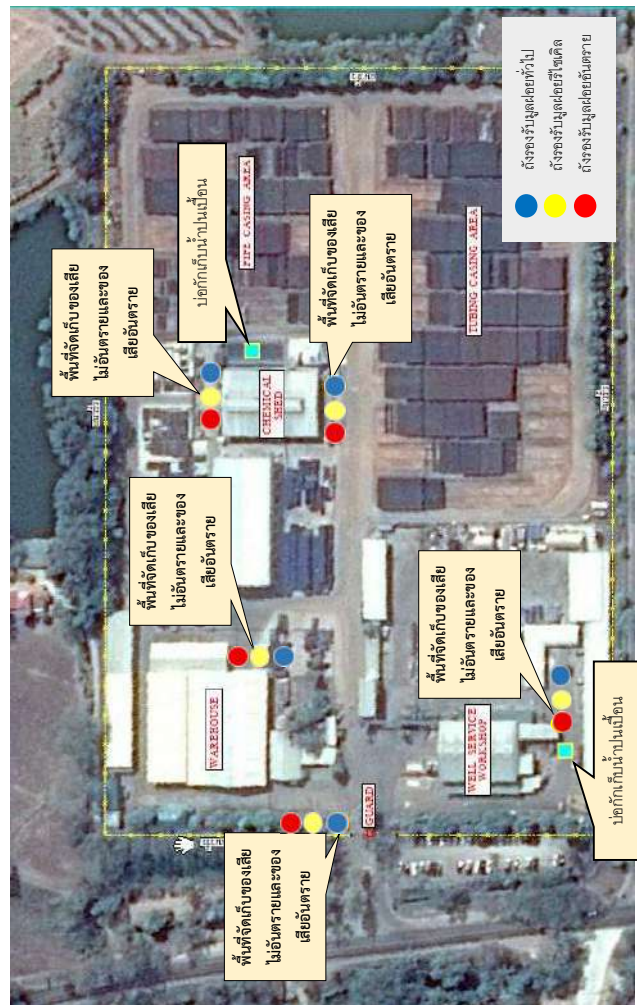 พื้นที่จัดเก็บของเสีย
ไม่อันตรายและของ
เสียอันตราย
พื้นที่จัดเก็บของเสีย
ไม่อันตรายและของ
เสียอันตราย
บ่อกักเก็บน้ำปนเปื้อน
WAREHOUSE
PIPE CASING AREA
CHEMICAL
SHED
พื้นที่จัดเก็บของเสีย
ไม่อันตรายและของ
เสียอันตราย
พื้นที่จัดเก็บของเสีย
ไม่อันตรายและของ
เสียอันตราย
GUARD
พื้นที่จัดเก็บของเสีย
ไม่อันตรายและของ
เสียอันตราย
WELL SERVICE
WORKSHOP
TUBING CASING AREA
บ่อกักเก็บน้ำปนเปื้อน
ถังรองรับมูลฝอยทั่วไป
ถังรองรับมูลฝอยรีไซเคิล
ถังรองรับมูลฝอยอันตราย